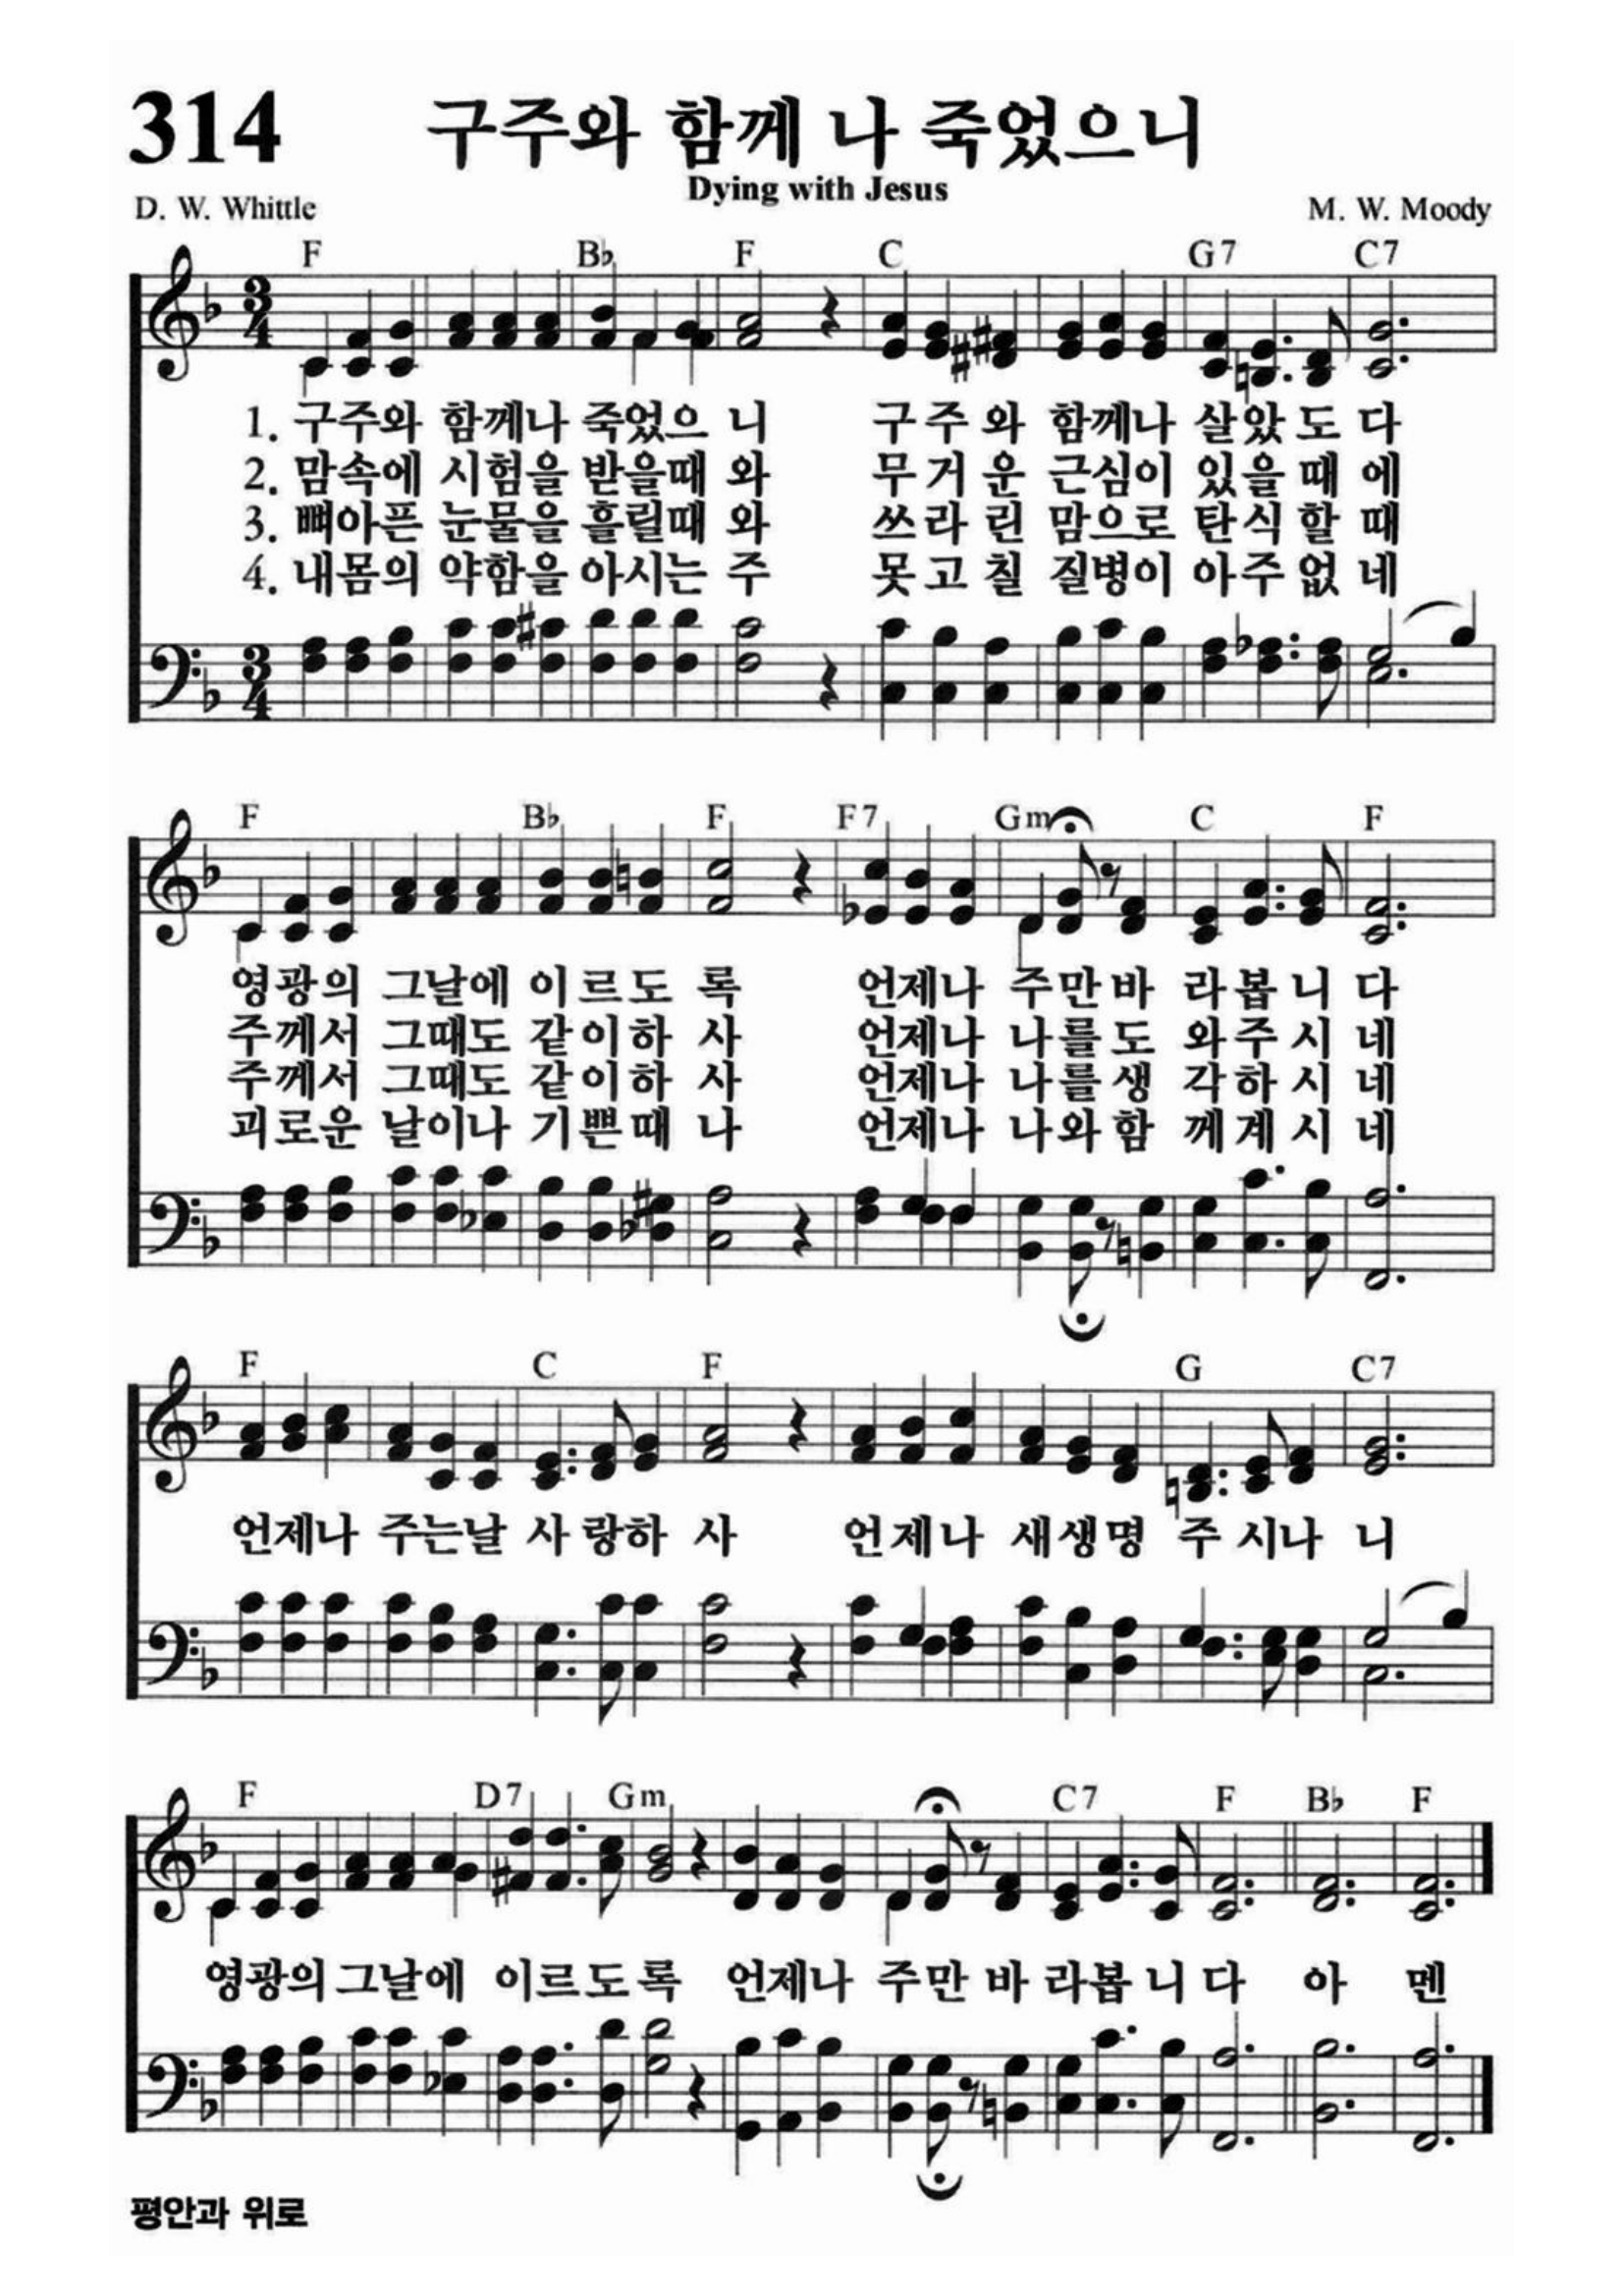 314 구주와 함께 나 죽었으니
Dying with Jesus
D. W. Whittle M. W. Moody
F B♭ F C G7 C7
1. 구주와 함께나 죽었으 니 구 주 와 함께나 살았 도 다
2. 맘속에 시험을 받을때 와 무 거 운 근심이 있을 때 에
3. 뼈아픈 눈물을 흘릴때 와 쓰 라 린 맘으로 탄식 할 때
4. 내몸의 약함을 아시는 주 못 고 칠 질병이 아주 없 네
F B♭ F F7 Gm C F
영광의 그날에 이르도 록 언제나 주만 바 라봅 니 다
주께서 그때도 같이하 사 언제나 나를 도 와주 시 네
주께서 그때도 같이하 사 언제나 나를 생 각하 시 네
괴로운 날이나 기쁜때 나 언제나 나와 함 께계 시 네
F C F G C7
언제나 주는날 사 랑하 사 언 제 나 새생명 주 시나 니
F D7 Gm C7 F B♭ F
영광의 그날에 이르도 록 언제나 주만 바 라봅 니 다 아 멘
평안과 위로